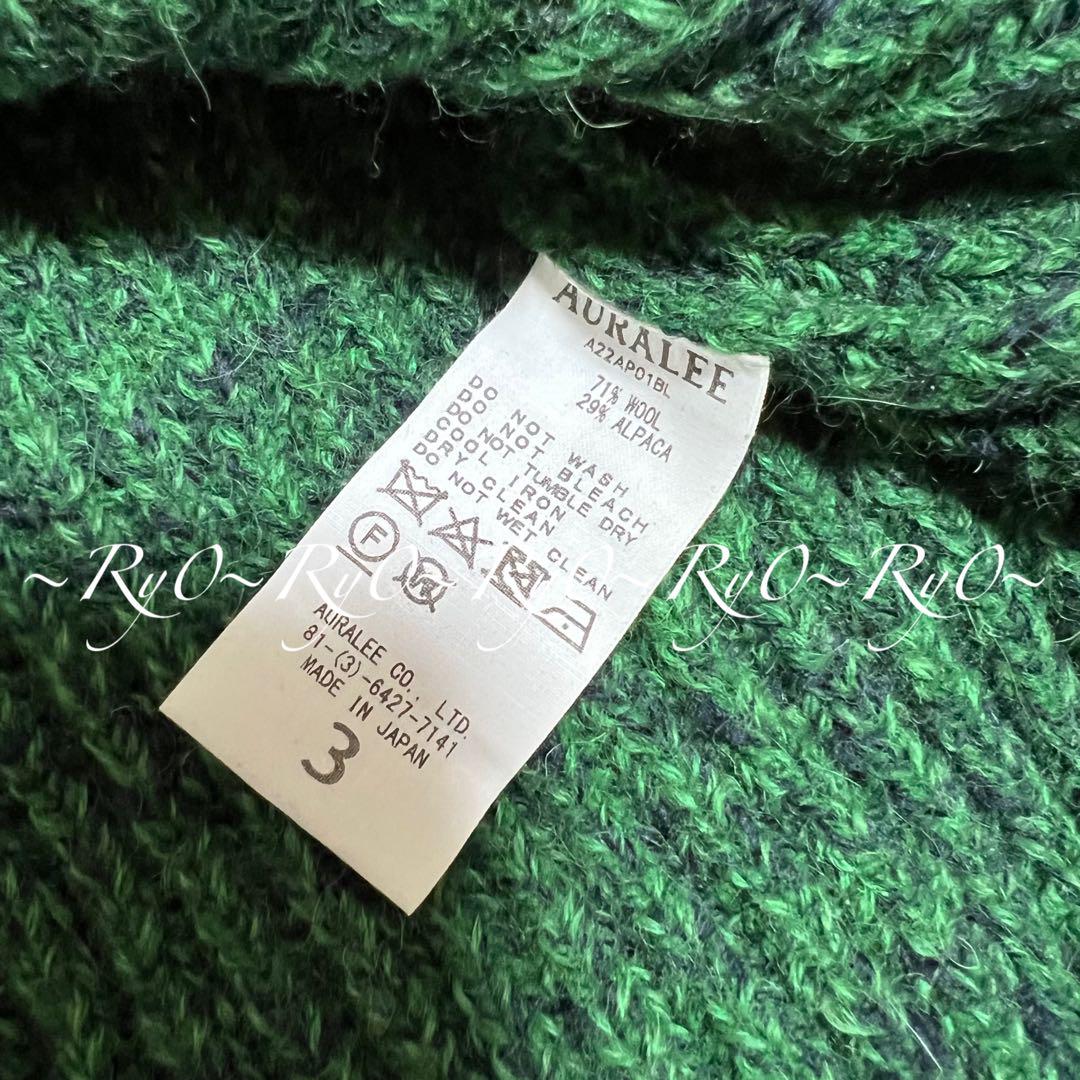 AURALEE
A22AP01BL
71% WOOL
29% ALPACA
DO NOT WASH
DO NOT BLEACH
DO NOT TUMBLE DRY
COOL IRON
DRY CLEAN
DO NOT WET CLEAN
F
~RyO~RyO~RyO~RyO~RyO~
AURALEE CO., LTD.
81-(3)-6427-7141
MADE IN JAPAN
3